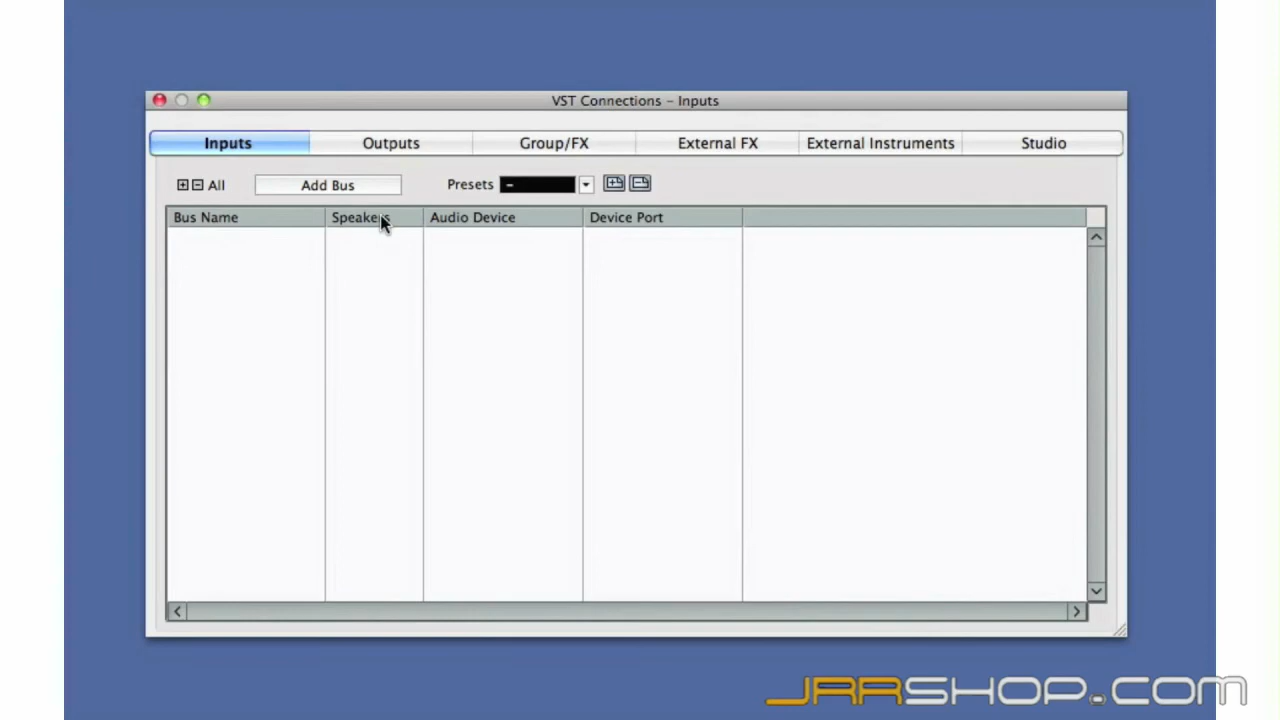 VST Connections – Inputs
Inputs Outputs Group/FX External FX External Instruments Studio
All Add Bus Presets –
Bus Name Speakers Audio Device Device Port
JRRSHOP.COM